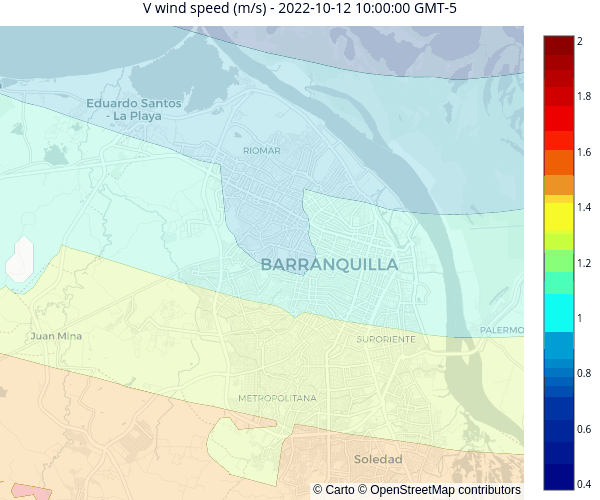 V wind speed (m/s) - 2022-10-12 10:00:00 GMT-5
Eduardo Santos
- La Playa
RIOMAR
BARRANQUILLA
PALERMO
Juan Mina
SURORIENTE
METROPOLITANA
Soledad
© Carto © OpenStreetMap contributors
2
1.8
1.6
1.4
1.2
1
0.8
0.6
0.4